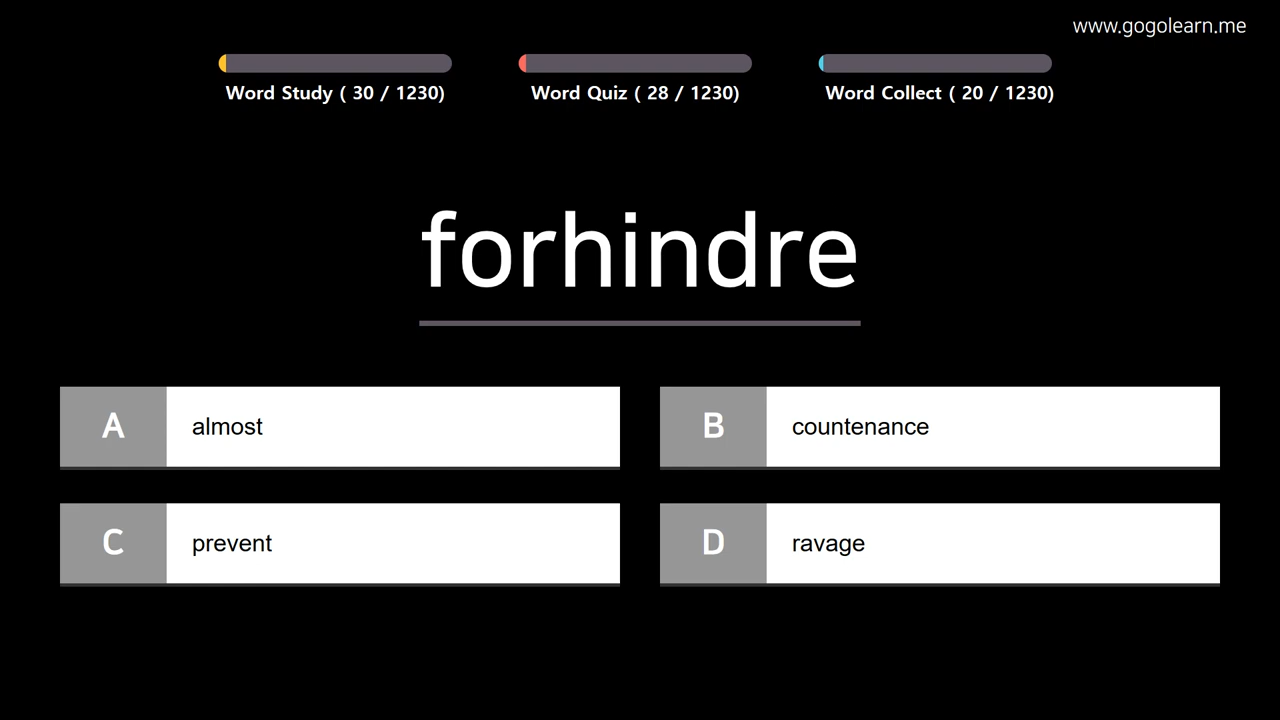 www.gogolearn.me
Word Study ( 30 / 1230)
Word Quiz ( 28 / 1230)
Word Collect ( 20 / 1230)
forhindre
A almost
B countenance
C prevent
D ravage